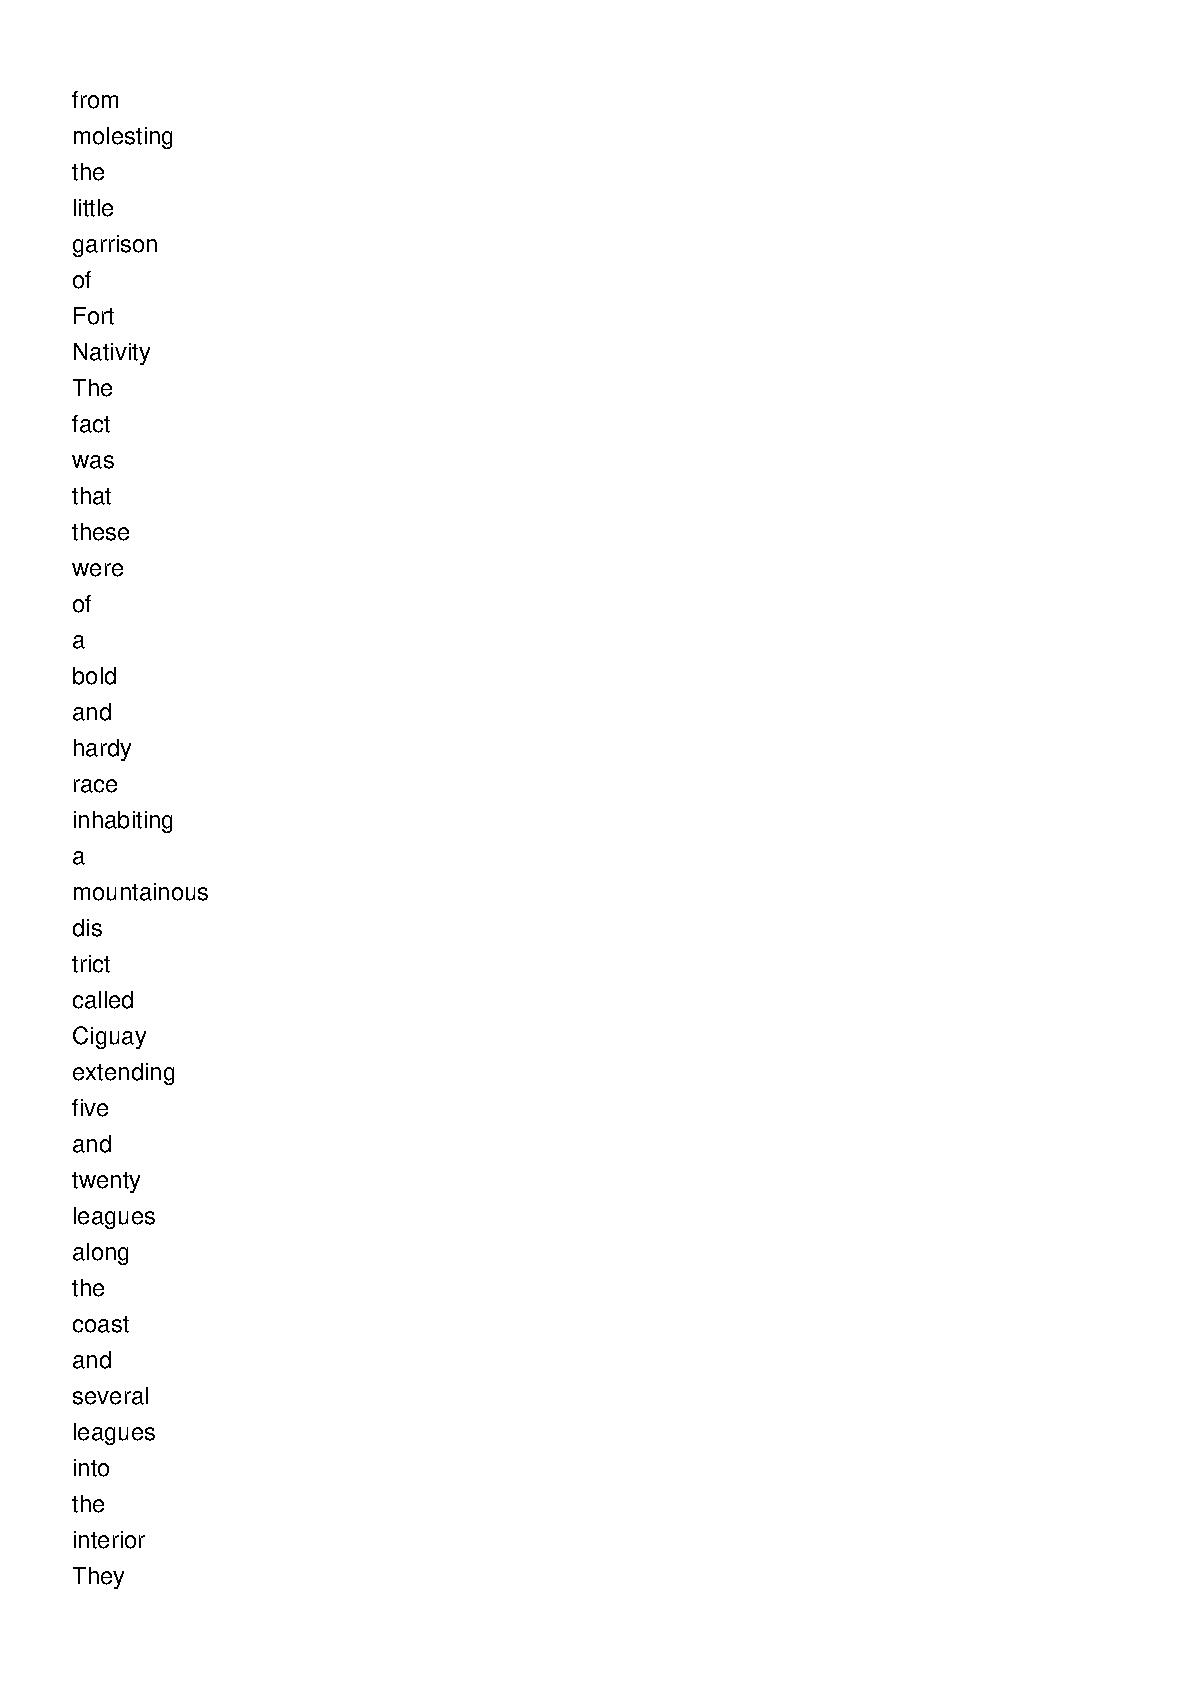 from
molesting
the
little
garrison
of
Fort
Nativity
The
fact
was
that
these
were
of
a
bold
and
hardy
race
inhabiting
a
mountainous
dis
trict
called
Ciguay
extending
five
and
twenty
leagues
along
the
coast
and
several
leagues
into
the
interior
They